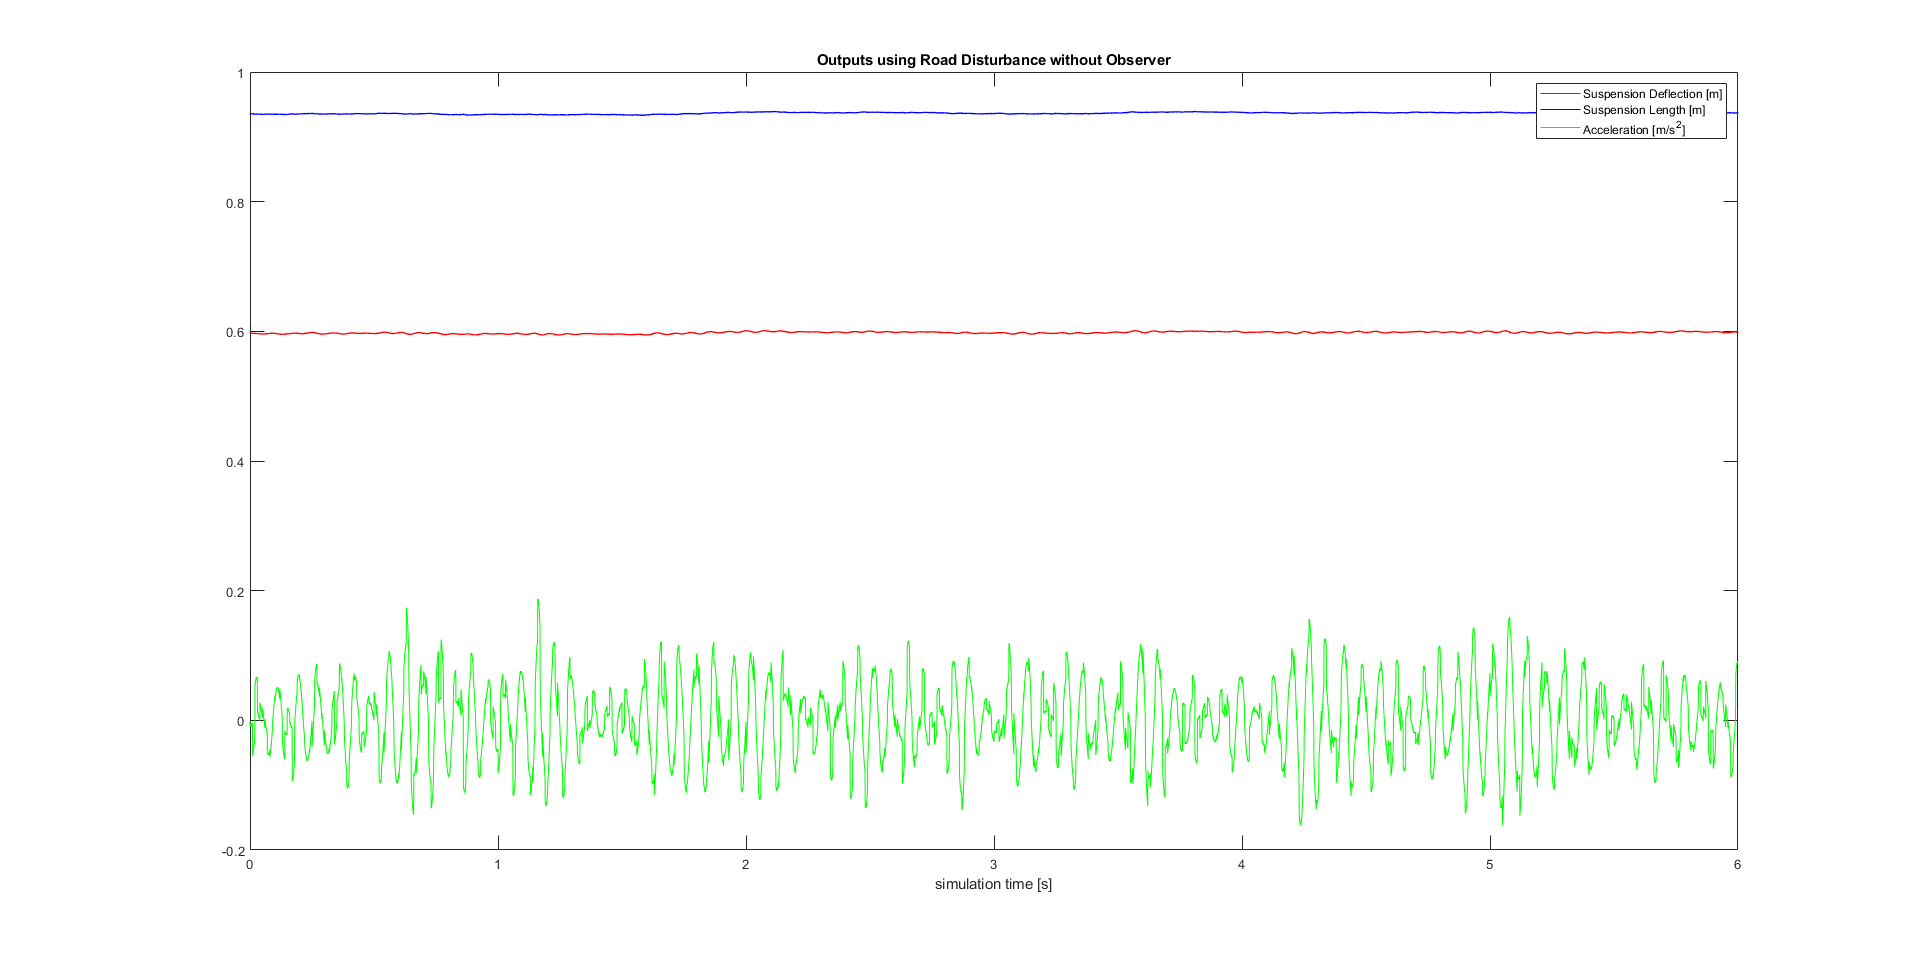 Outputs using Road Disturbance without Observer
1
Suspension Deflection [m]
Suspension Length [m]
Acceleration [m/s²]
0.8
0.6
0.4
0.2
0
-0.2
0 1 2 3 4 5 6
simulation time [s]